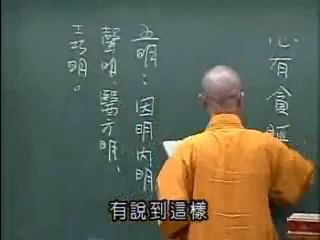 心有貪
五明：因明內明
聲明、醫方明、
工巧明。
有說到這樣